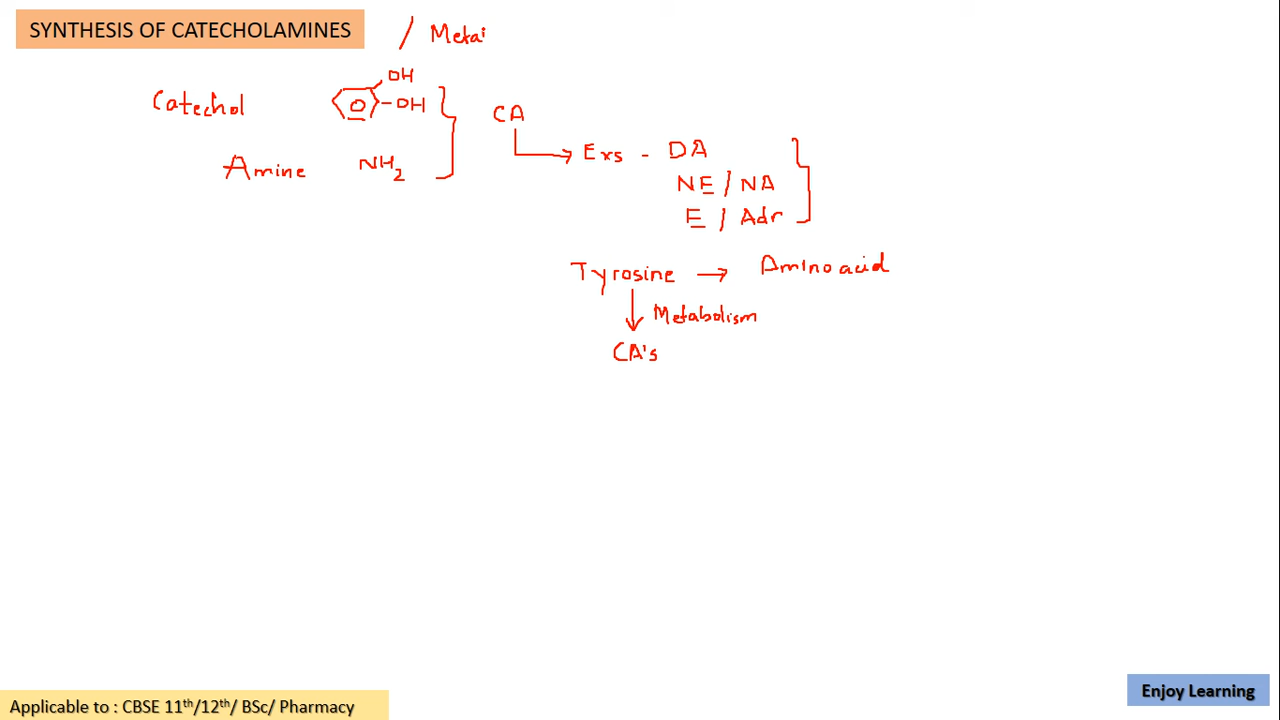 SYNTHESIS OF CATECHOLAMINES / Metai
Catechol OH
-OH
Amine NH2
CA
Exs - DA
NE / NA
E / Adr
Tyrosine → Amino acid
↓ Metabolism
CA's
Applicable to : CBSE 11th/12th/ BSc/ Pharmacy
Enjoy Learning